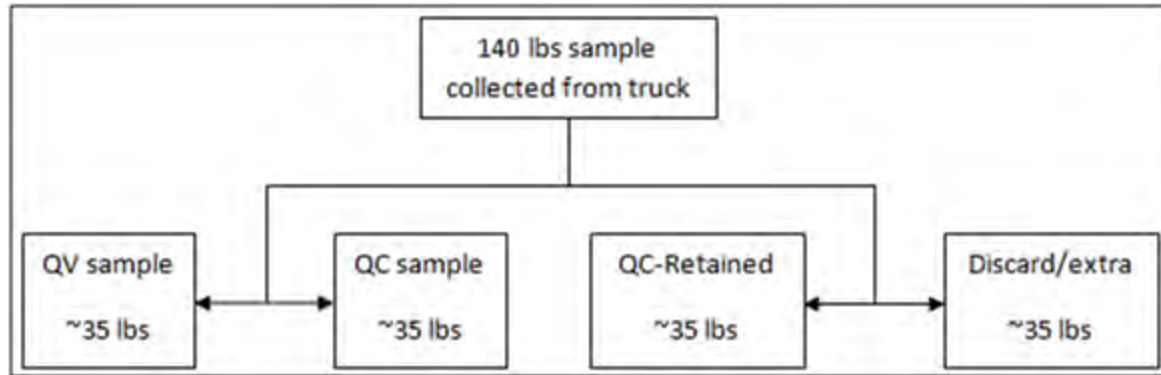 140 lbs sample
collected from truck
QV sample
~35 lbs
QC sample
~35 lbs
QC-Retained
~35 lbs
Discard/extra
~35 lbs